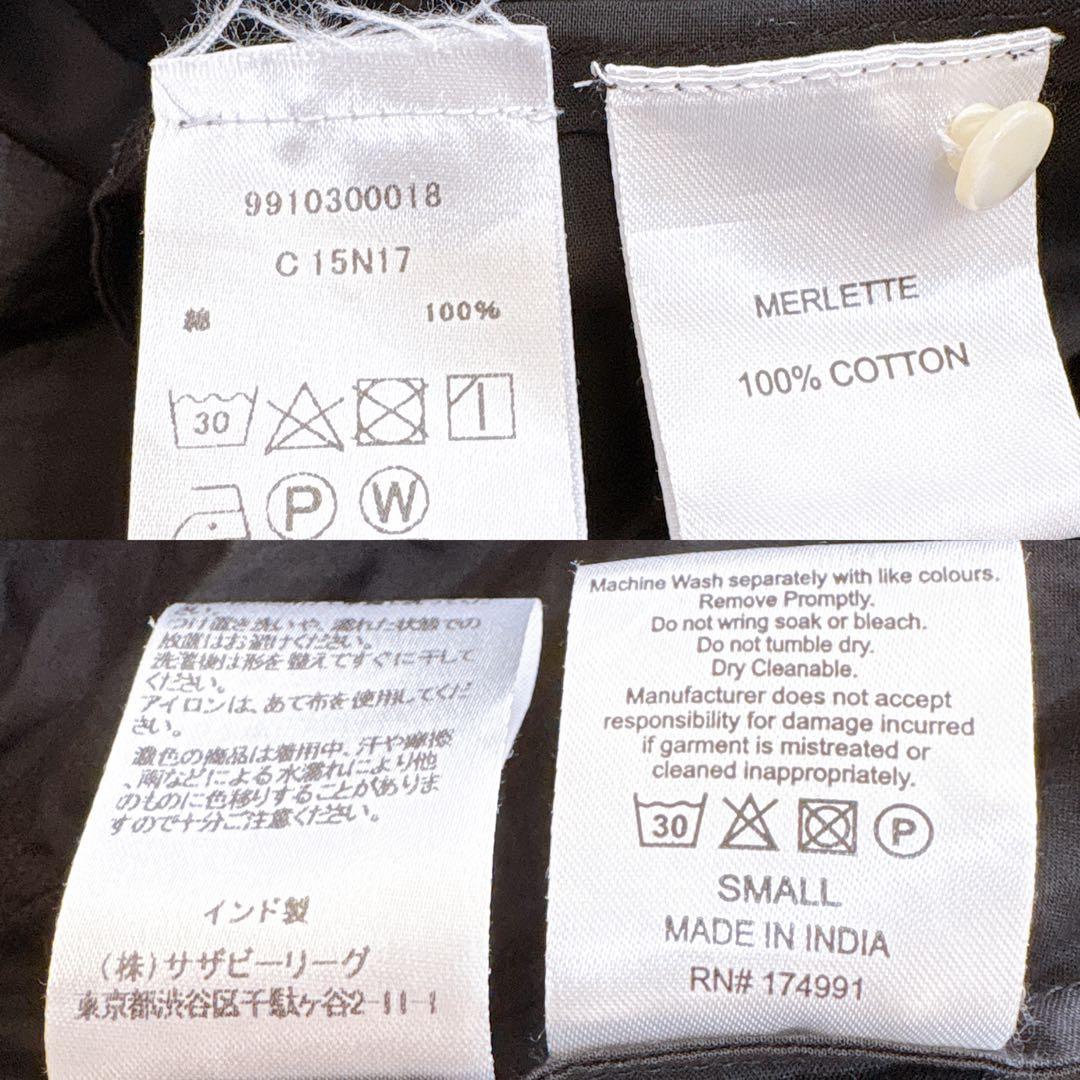 9910300018
C 15N17
綿 100%
30
P W
MERLETTE
100% COTTON
つけ置き洗いや、濡れた状態での
放置はお避けください。
洗濯後は形を整えてすぐに干して
ください。
アイロンは、あて布を使用してくだ
さい。
濃色の商品は着用中、汗や摩擦
、雨などによる水濡れにより他
のものに色移りすることがありま
すので十分ご注意ください。
インド製
(株)サザビーリーグ
東京都渋谷区千駄ヶ谷2-11-1
Machine Wash separately with like colours.
Remove Promptly.
Do not wring soak or bleach.
Do not tumble dry.
Dry Cleanable.
Manufacturer does not accept
responsibility for damage incurred
if garment is mistreated or
cleaned inappropriately.
30 P
SMALL
MADE IN INDIA
RN# 174991